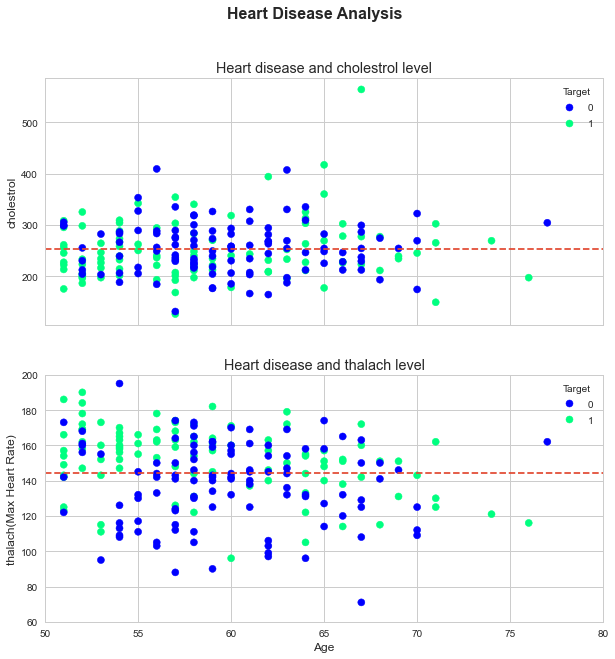 Heart Disease Analysis
Heart disease and cholestrol level
Target
0
1
cholestrol
500
400
300
200
Heart disease and thalach level
Target
0
1
thalach(Max Heart Rate)
200
180
160
140
120
100
80
60
50
55
60
65
70
75
80
Age